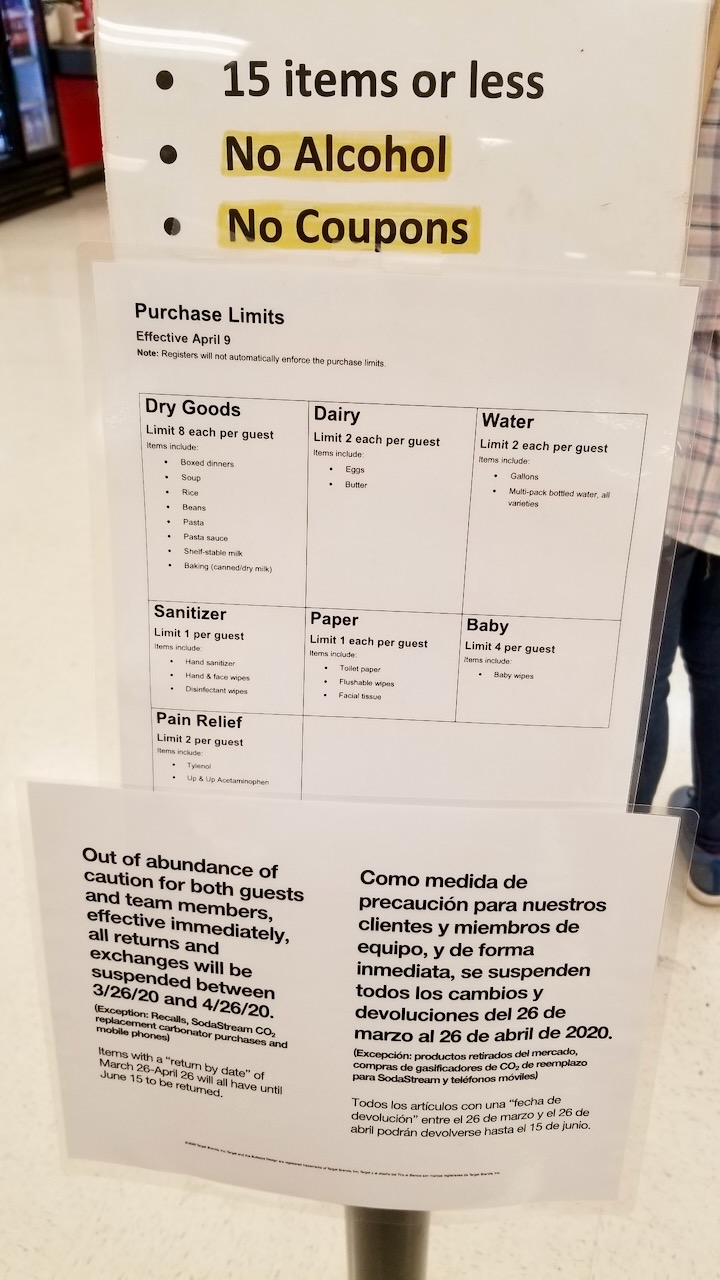 • 15 items or less
• No Alcohol
• No Coupons
Purchase Limits
Effective April 9
Note: Registers will not automatically enforce the purchase limits.
Dry Goods
Limit 8 each per guest
Items include:
• Boxed dinners
• Soup
• Rice
• Beans
• Pasta
• Pasta sauce
• Shelf-stable milk
• Baking (canned/dry milk)
Dairy
Limit 2 each per guest
Items include:
• Eggs
• Butter
Water
Limit 2 each per guest
Items include:
• Gallons
• Multi-pack bottled water, all
varieties
Sanitizer
Limit 1 per guest
Items include:
• Hand sanitizer
• Hand & face wipes
• Disinfectant wipes
Paper
Limit 1 each per guest
Items include:
• Toilet paper
• Flushable wipes
• Facial tissue
Baby
Limit 4 per guest
Items include:
• Baby wipes
Pain Relief
Limit 2 per guest
Items include:
• Tylenol
• Up & Up Acetaminophen
Out of abundance of
caution for both guests
and team members,
effective immediately,
all returns and
exchanges will be
suspended between
3/26/20 and 4/26/20.
(Exception: Recalls, SodaStream CO₂
replacement carbonator purchases and
mobile phones)
Items with a “return by date” of
March 26-April 26 will all have until
June 15 to be returned.
Como medida de
precaución para nuestros
clientes y miembros de
equipo, y de forma
inmediata, se suspenden
todos los cambios y
devoluciones del 26 de
marzo al 26 de abril de 2020.
(Excepción: productos retirados del mercado,
compras de gasificadores de CO₂ de reemplazo
para SodaStream y teléfonos móviles)
Todos los artículos con una “fecha de
devolución” entre el 26 de marzo y el 26 de
abril podrán devolverse hasta el 15 de junio.